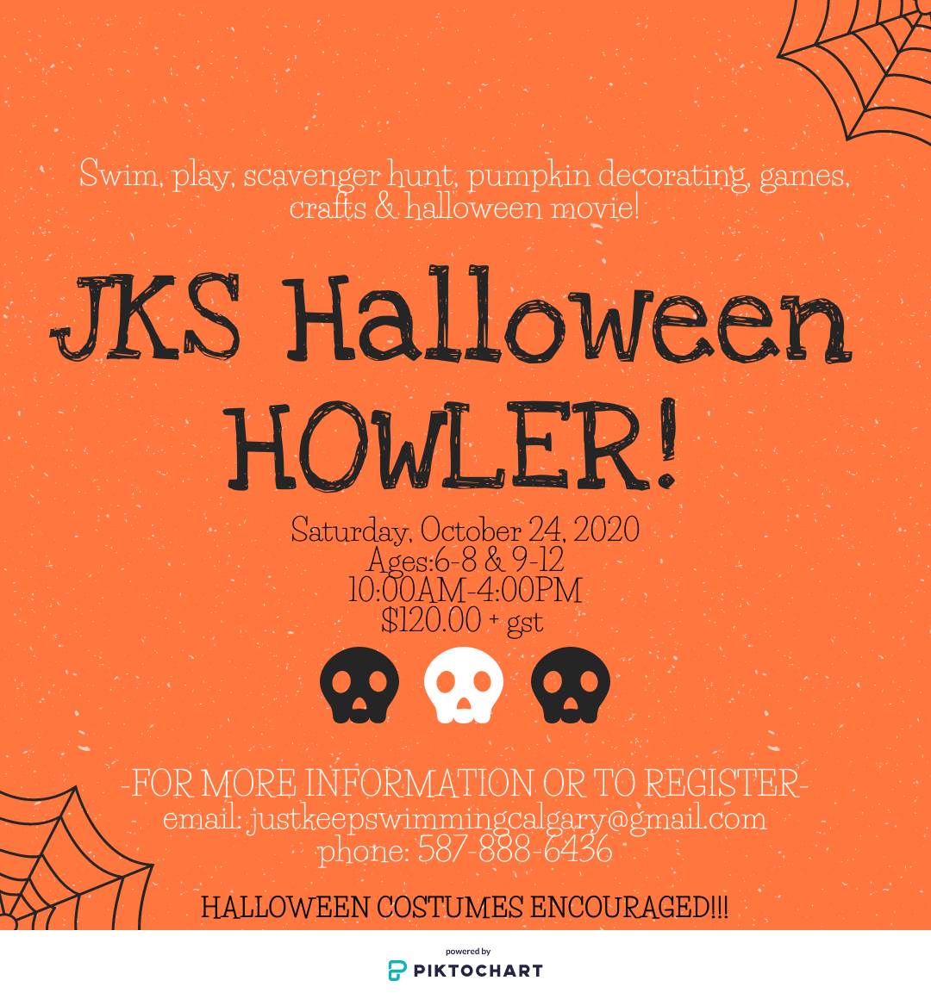 Swim, play, scavenger hunt, pumpkin decorating, games,
crafts & halloween movie!
JKS Halloween
HOWLER!
Saturday, October 24, 2020
Ages:6-8 & 9-12
10:00AM-4:00PM
$120.00 + gst
-FOR MORE INFORMATION OR TO REGISTER-
email: justkeepswimmingcalgary@gmail.com
phone: 587-888-6436
HALLOWEEN COSTUMES ENCOURAGED!!!
powered by
PIKTOCHART